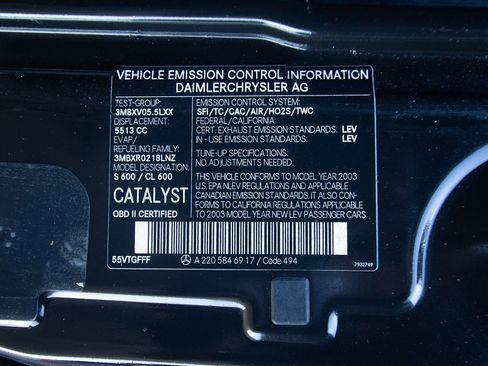 VEHICLE EMISSION CONTROL INFORMATION
DAIMLERCHRYSLER AG
TEST-GROUP:
3MBXV05.5LXX
DISPLACEMENT:
5513 CC
EVAP/
REFUELING FAMILY:
3MBXR0218LNZ
MODEL DESIGNATION:
S 600 / CL 600
CATALYST
OBD II CERTIFIED
EMISSION CONTROL SYSTEM:
SFI/TC/CAC/AIR/HO2S/TWC
FEDERAL/CALIFORNIA:
CERT. EXHAUST EMISSION STANDARDS: LEV
IN-USE EMISSION STANDARDS: LEV
TUNE-UP SPECIFICATIONS:
NO ADJUSTMENTS NEEDED.
THIS VEHICLE CONFORMS TO MODEL YEAR 2003
U.S. EPA NLEV REGULATIONS AND APPLICABLE
CANADIAN EMISSION STANDARDS. IT ALSO CON-
FORMS TO CALIFORNIA REGULATIONS APPLICABLE
TO 2003 MODEL YEAR NEW LEV PASSENGER CARS.
55VTGFFF
A 220 584 69 17 / Code 494
7932749